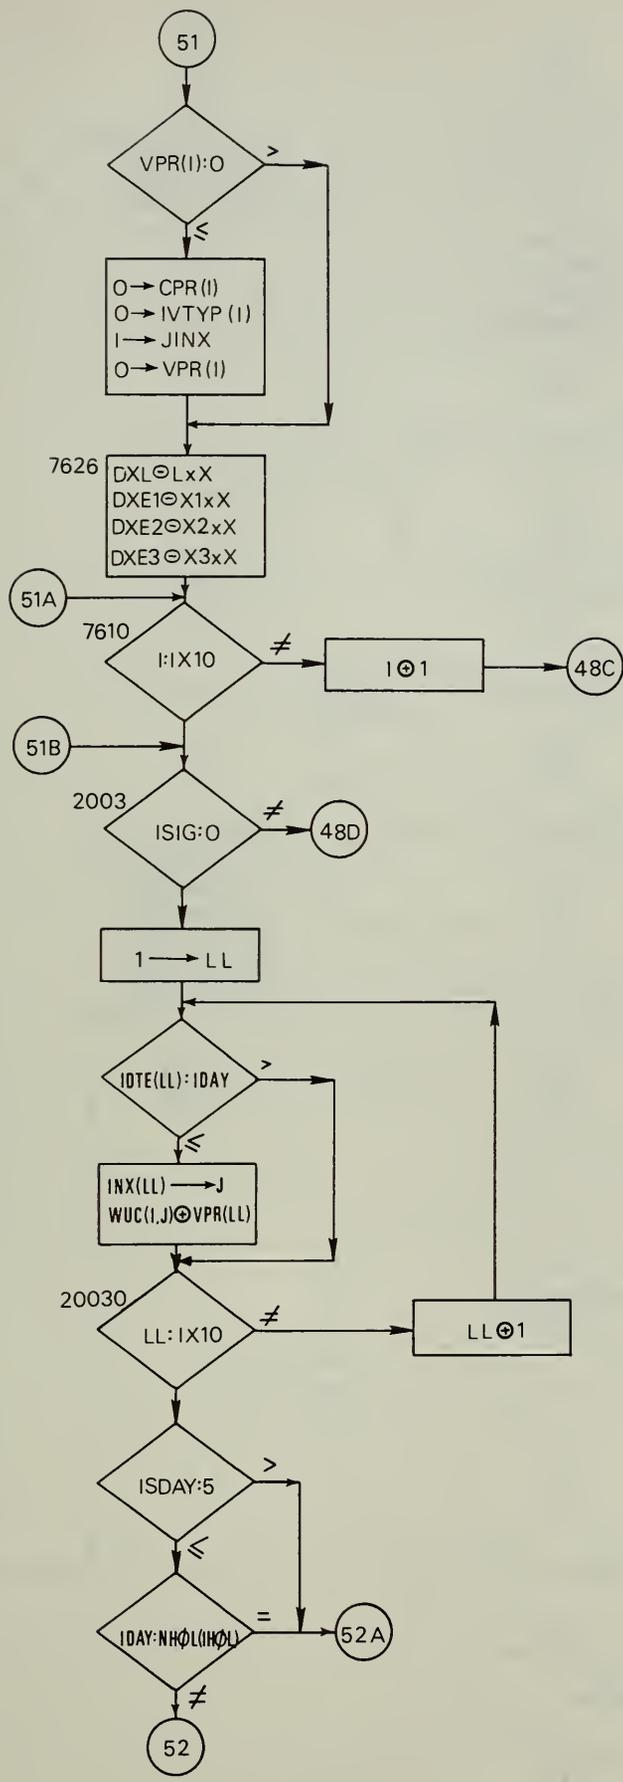 51
VPR(I):O
>
≤
O→CPR(I)
O→IVTYP(I)
I→JINX
O→VPR(I)
7626
DXL⊖LxX
DXE1⊖X1xX
DXE2⊖X2xX
DXE3⊖X3xX
51A
7610
I:IX10
≠
I⊕1
48C
51B
2003
ISIG:O
≠
48D
1→LL
IDTE(LL):IDAY
>
≤
INX(LL)→J
WUC(I,J)⊕VPR(LL)
20030
LL:IX10
≠
LL⊕1
ISDAY:5
>
≤
IDAY:NHØL(IHØL)
=
52A
≠
52